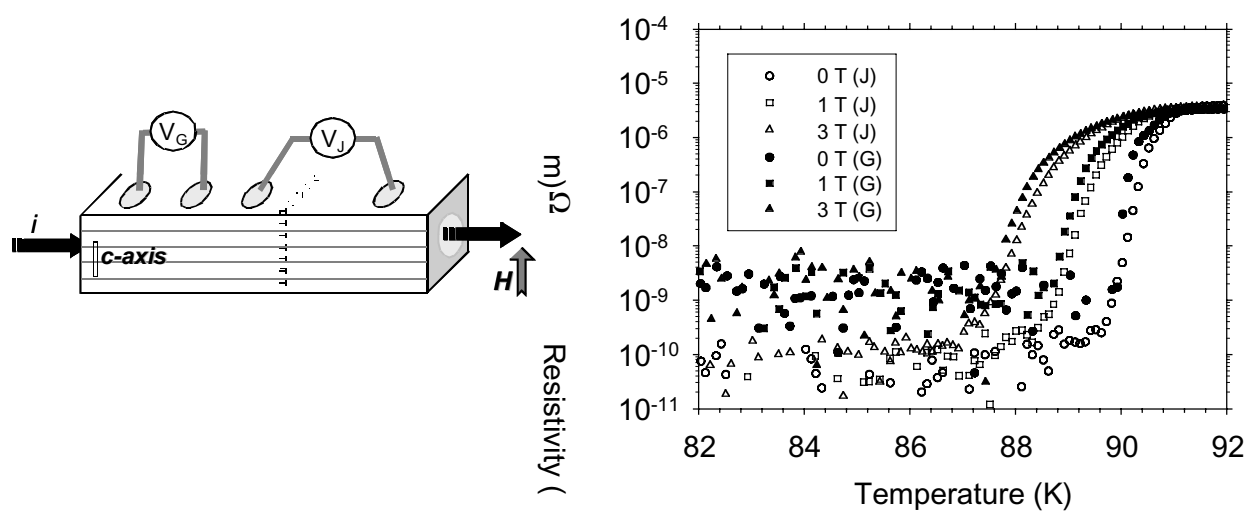 V_G
V_J
i
c-axis
H
Resistivity (
Ω
m)
10^-4
10^-5
10^-6
10^-7
10^-8
10^-9
10^-10
10^-11
0 T (J)
1 T (J)
3 T (J)
0 T (G)
1 T (G)
3 T (G)
82 84 86 88 90 92
Temperature (K)